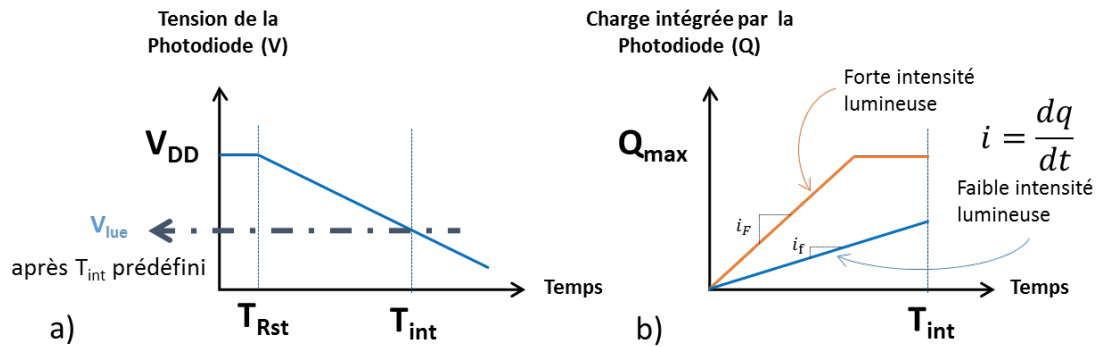 Tension de la
Photodiode (V)
V_DD
V_lue
après T_int prédéfini
Temps
T_Rst
T_int
a)
Charge intégrée par la
Photodiode (Q)
Forte intensité
lumineuse
Q_max
i = dq/dt
Faible intensité
lumineuse
i_F
i_f
Temps
T_int
b)